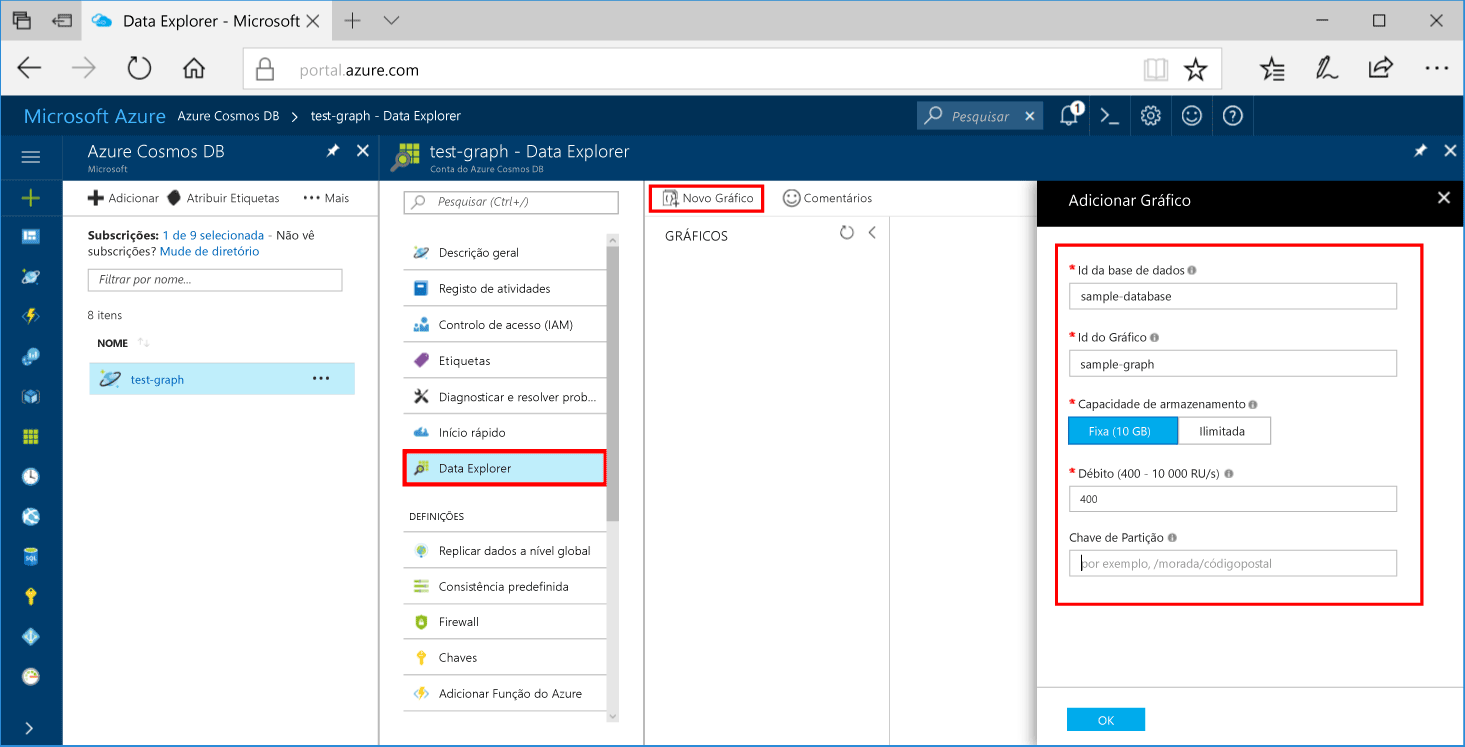 Data Explorer - Microsoft
portal.azure.com
Microsoft Azure Azure Cosmos DB > test-graph - Data Explorer
Pesquisar
1
Azure Cosmos DB
Microsoft
test-graph - Data Explorer
Conta do Azure Cosmos DB
Adicionar Atribuir Etiquetas ••• Mais
Subscrições: 1 de 9 selecionada - Não vê
subscrições? Mude de diretório
Filtrar por nome...
8 itens
NOME
test-graph •••
Pesquisar (Ctrl+/)
Descrição geral
Registo de atividades
Controlo de acesso (IAM)
Etiquetas
Diagnosticar e resolver prob...
Início rápido
Data Explorer
DEFINIÇÕES
Replicar dados a nível global
Consistência predefinida
Firewall
Chaves
Adicionar Função do Azure
Novo Gráfico
Comentários
GRÁFICOS
Adicionar Gráfico
* Id da base de dados
sample-database
* Id do Gráfico
sample-graph
* Capacidade de armazenamento
Fixa (10 GB) Ilimitada
* Débito (400 - 10 000 RU/s)
400
Chave de Partição
por exemplo, /morada/códigopostal
OK
SQL